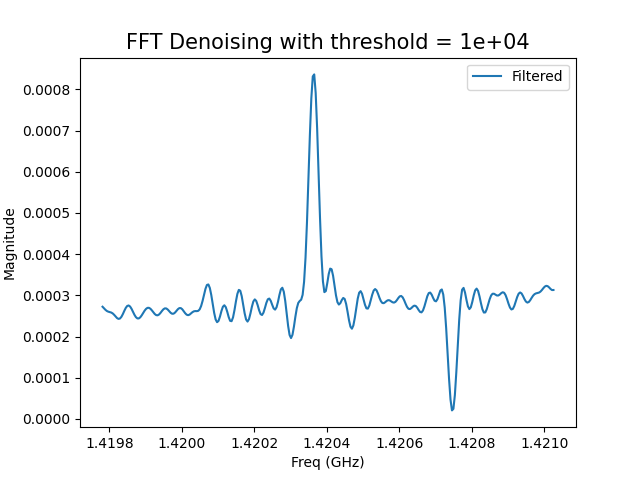 FFT Denoising with threshold = 1e+04
Filtered
0.0008
0.0007
0.0006
0.0005
0.0004
0.0003
0.0002
0.0001
0.0000
Magnitude
1.4198 1.4200 1.4202 1.4204 1.4206 1.4208 1.4210
Freq (GHz)